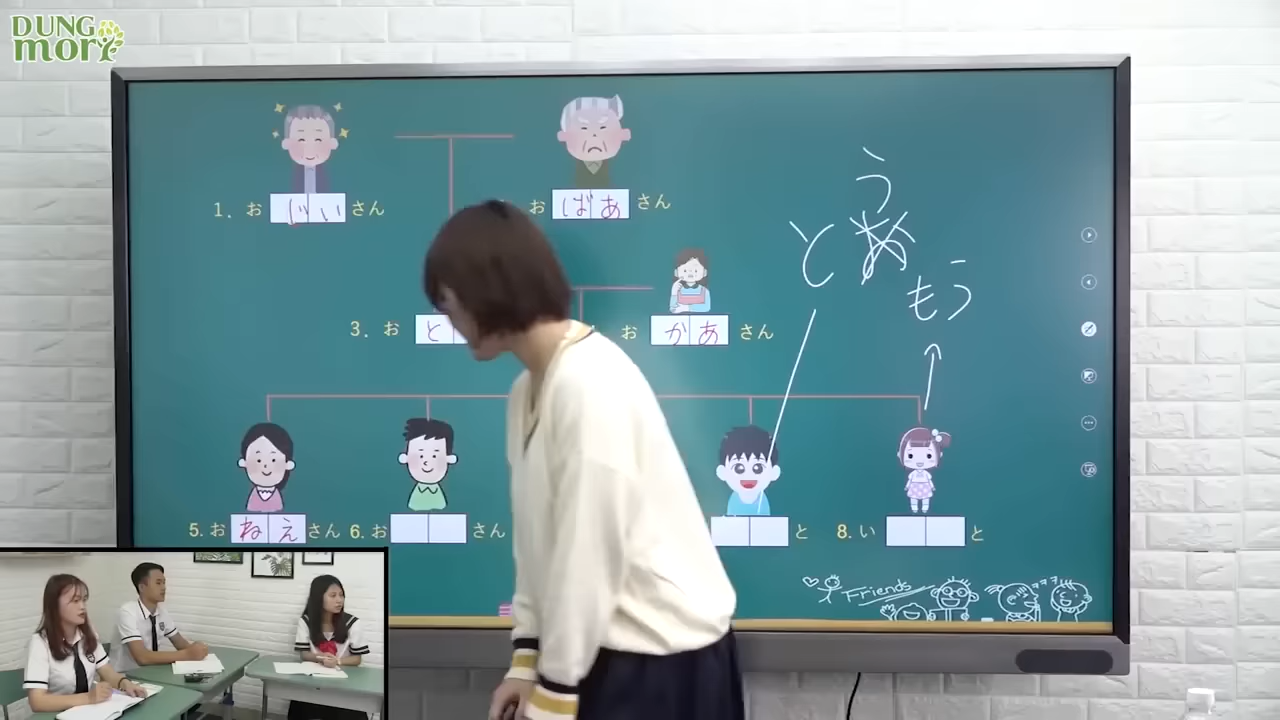 DUNG
mori
1. お じい さん
お ばあ さん
う
と あ
もう
3. お と
お かあ さん
5. お ねえ さん 6. お さん
と 8. い と
Friends
???